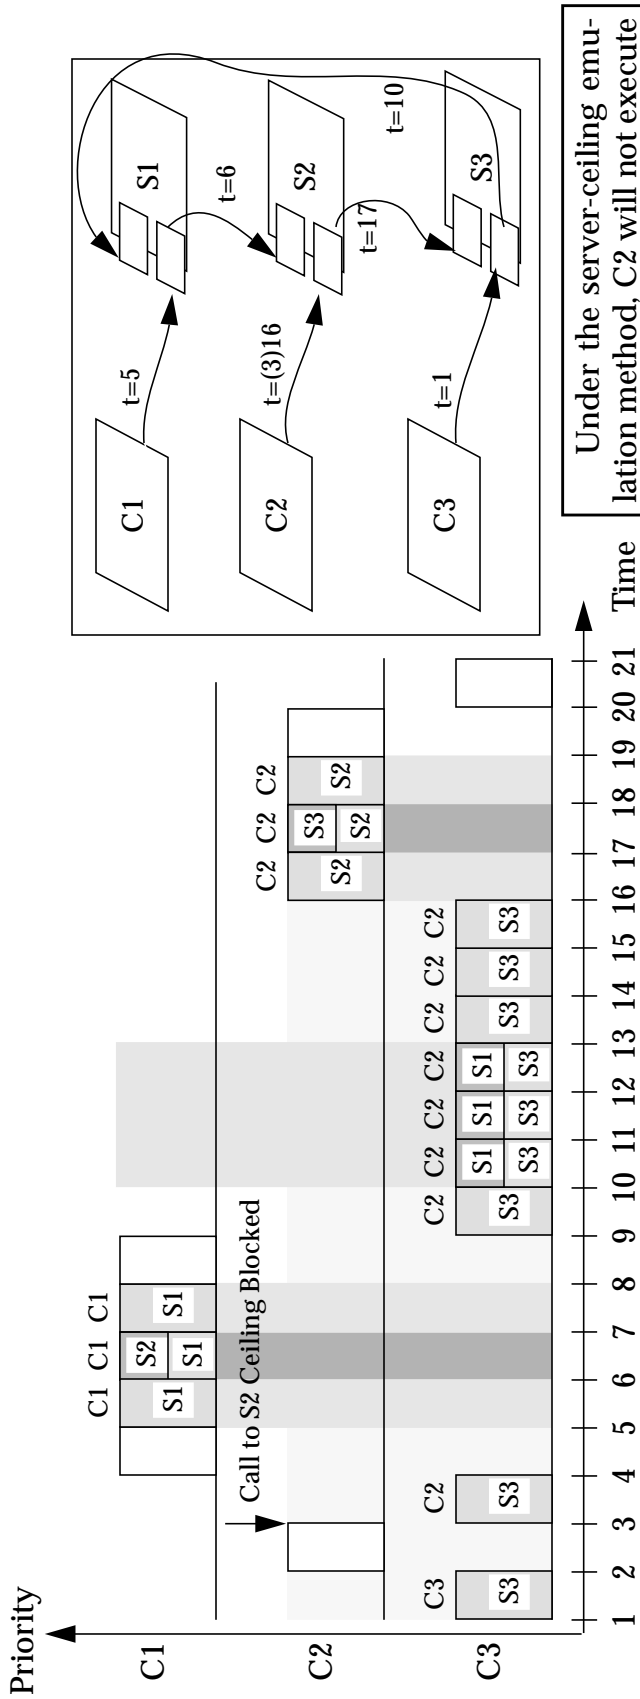 Priority
C1
C2
C3
C1 C1 C1
S1
S2
S1
S1
Call to S2 Ceiling Blocked
C2 C2 C2
S2
S3
S2
S2
C3
S3
C2
S3
C2 C2 C2 C2 C2 C2 C2
S3
S1
S3
S1
S3
S1
S3
S3
S3
S3
1 2 3 4 5 6 7 8 9 10 11 12 13 14 15 16 17 18 19 20 21
Time
C1
t=5
S1
t=6
C2
t=(3)16
S2
t=17
t=10
C3
t=1
S3
Under the server-ceiling emu-
lation method, C2 will not execute